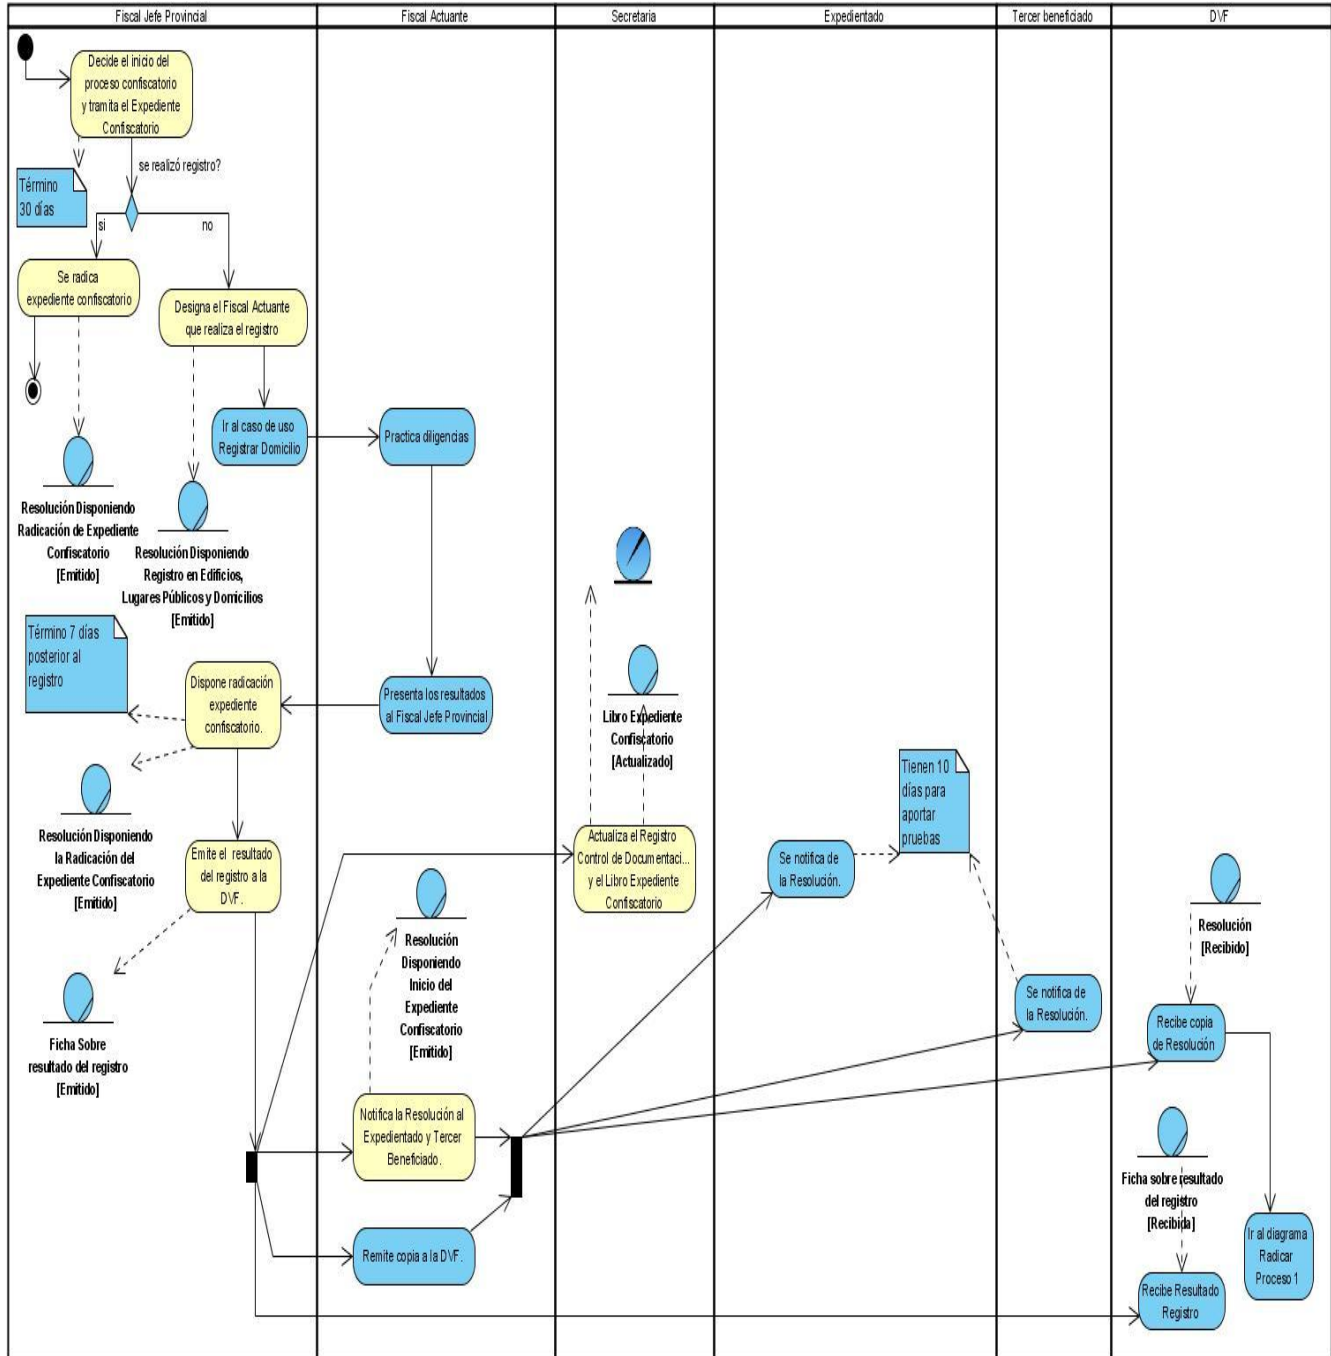 Fiscal Jefe Provincial
Fiscal Actuante
Secretaria
Expedientado
Tercer beneficiado
DVF
Decide el inicio del
proceso confiscatorio
y tramita el Expediente
Confiscatorio
se realizó registro?
Término
30 días
si
no
Se radica
expediente confiscatorio
Designa el Fiscal Actuante
que realiza el registro
Ir al caso de uso
Registrar Domicilio
Practica diligencias
Resolución Disponiendo
Radicación de Expediente
Confiscatorio
[Emitido]
Resolución Disponiendo
Registro en Edificios,
Lugares Públicos y Domicilios
[Emitido]
Término 7 días
posterior al
registro
Dispone radicación
expediente
confiscatorio.
Presenta los resultados
al Fiscal Jefe Provincial
Libro Expediente
Confiscatorio
[Actualizado]
Tienen 10
días para
aportar
pruebas
Resolución Disponiendo
la Radicación del
Expediente Confiscatorio
[Emitido]
Emite el resultado
del registro a la
DVF.
Actualiza el Registro
Control de Documentaci...
y el Libro Expediente
Confiscatorio
Se notifica de
la Resolución.
Resolución
Disponiendo
Inicio del
Expediente
Confiscatorio
[Emitido]
Resolución
[Recibido]
Se notifica de
la Resolución.
Recibe copia
de Resolución
Ficha Sobre
resultado del registro
[Emitido]
Notifica la Resolución al
Expedientado y Tercer
Beneficiado.
Ficha sobre resultado
del registro
[Recibida]
Remite copia a la DVF.
Ir al diagrama
Radicar
Proceso 1
Recibe Resultado
Registro